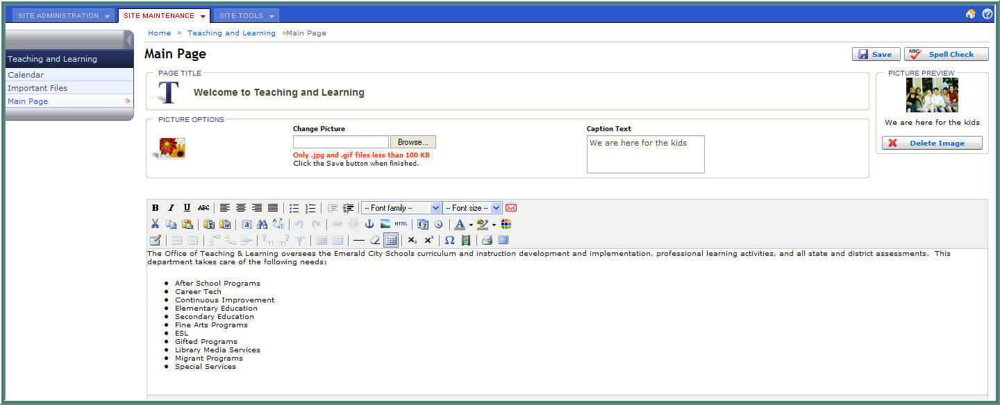 SITE ADMINISTRATION SITE MAINTENANCE SITE TOOLS
Home » Teaching and Learning »Main Page
Teaching and Learning
Calendar
Important Files
Main Page »
Main Page
Save
ABC Spell Check
PAGE TITLE
T Welcome to Teaching and Learning
PICTURE OPTIONS
Change Picture
Browse...
Only .jpg and .gif files less than 100 KB
Click the Save button when finished.
Caption Text
We are here for the kids
PICTURE PREVIEW
We are here for the kids
Delete Image
B I U ABC -- Font family -- -- Font size --
HTML A ab
X₂ X² Ω
The Office of Teaching & Learning oversees the Emerald City Schools curriculum and instruction development and implementation, professional learning activities, and all state and district assessments. This
department takes care of the following needs:
• After School Programs
• Career Tech
• Continuous Improvement
• Elementary Education
• Secondary Education
• Fine Arts Programs
• ESL
• Gifted Programs
• Library Media Services
• Migrant Programs
• Special Services